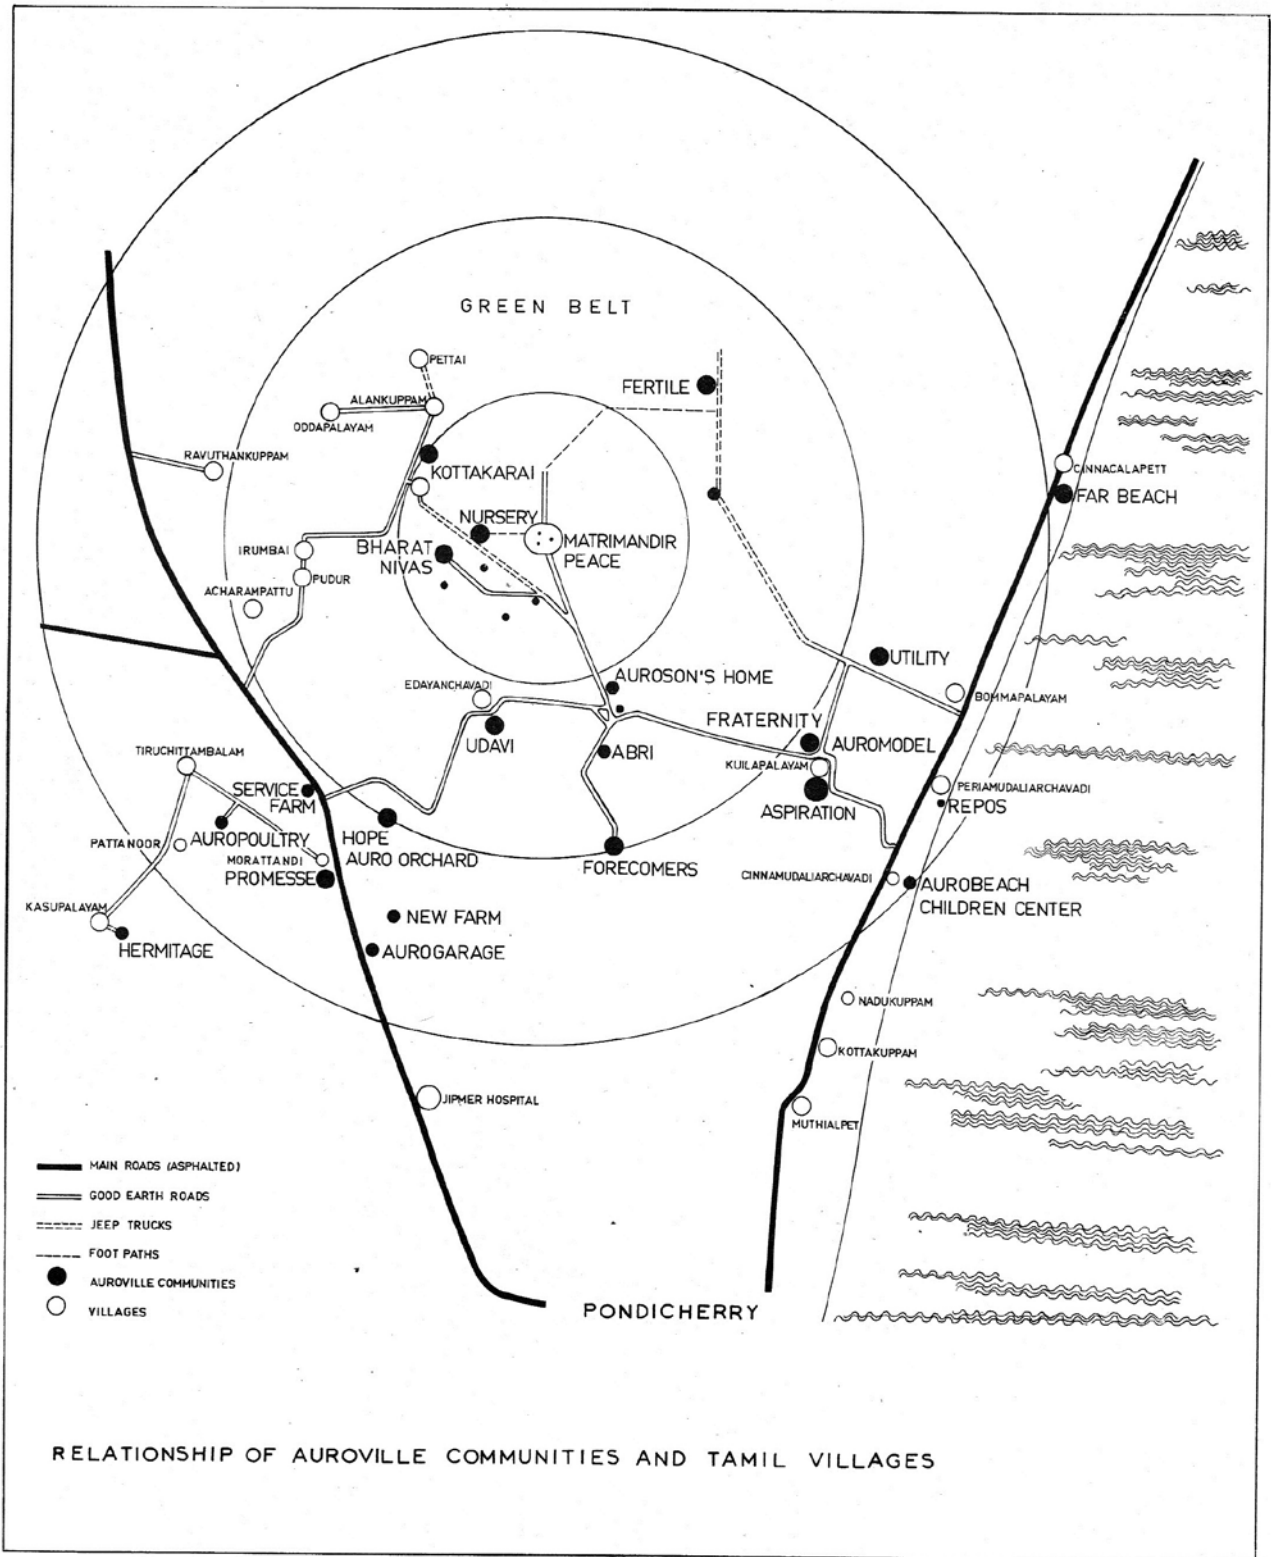 GREEN BELT
PETTAI
ALANKUPPAM
ODDAPALAYAM
FERTILE
RAVUTHANKUPPAM
KOTTAKARAI
CINNACALAPETT
FAR BEACH
NURSERY
BHARAT
NIVAS
MATRIMANDIR
PEACE
IRUMBAI
PUDUR
ACHARAMPATTU
UTILITY
AUROSON'S HOME
EDAYANCHAVADI
BOMMAPALAYAM
UDAVI
FRATERNITY
AUROMODEL
ABRI
KUILAPALAYAM
TIRUCHITTAMBALAM
SERVICE
FARM
ASPIRATION
PERIAMUDALIARCHAVADI
REPOS
HOPE
AURO ORCHARD
PATTANOOR
AUROPOULTRY
MORATTANDI
PROMESSE
FORECOMERS
CINNAMUDALIARCHAVADI
AUROBEACH
CHILDREN CENTER
KASUPALAYAM
HERMITAGE
NEW FARM
AUROGARAGE
NADUKUPPAM
KOTTAKUPPAM
JIPMER HOSPITAL
MUTHIALPET
MAIN ROADS (ASPHALTED)
GOOD EARTH ROADS
JEEP TRUCKS
FOOT PATHS
AUROVILLE COMMUNITIES
VILLAGES
PONDICHERRY
RELATIONSHIP OF AUROVILLE COMMUNITIES AND TAMIL VILLAGES